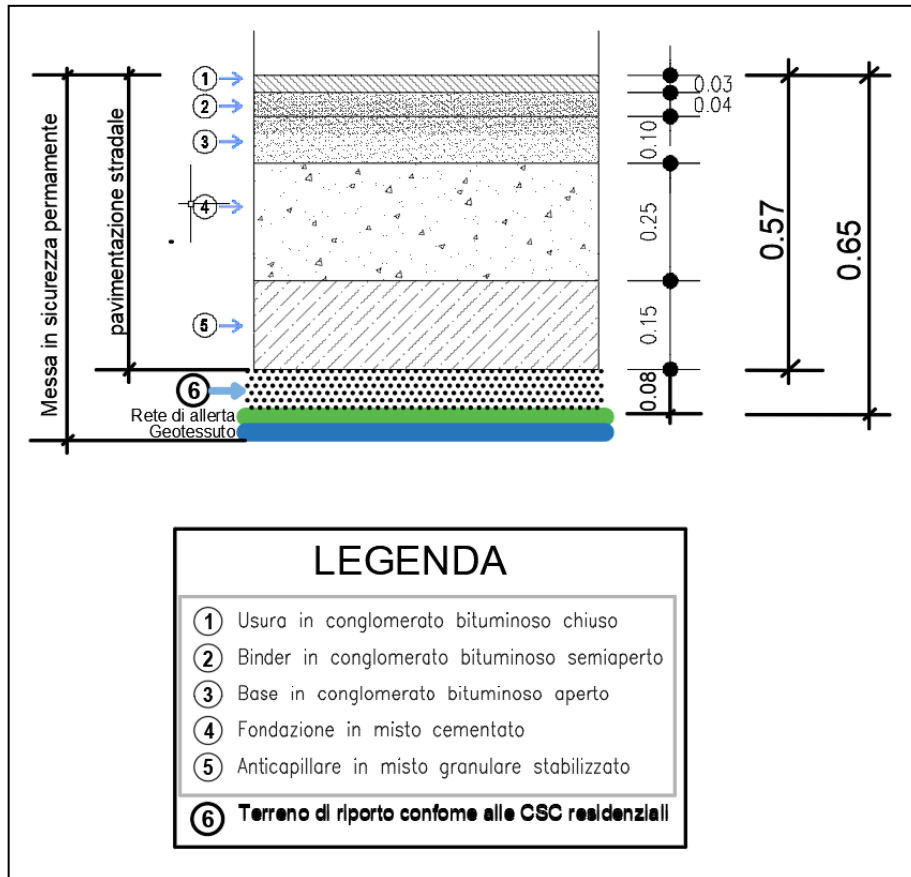 Messa in sicurezza permamente
pavimentazione stradale
1
2
3
4
5
6
Rete di allerta
Geotessuto
0.03
0.04
0.10
0.25
0.15
0.08
0.57
0.65
LEGENDA
1 Usura in conglomerato bituminoso chiuso
2 Binder in conglomerato bituminoso semiaperto
3 Base in conglomerato bituminoso aperto
4 Fondazione in misto cementato
5 Anticapillare in misto granulare stabilizzato
6 Terreno di riporto confome alle CSC residenziali